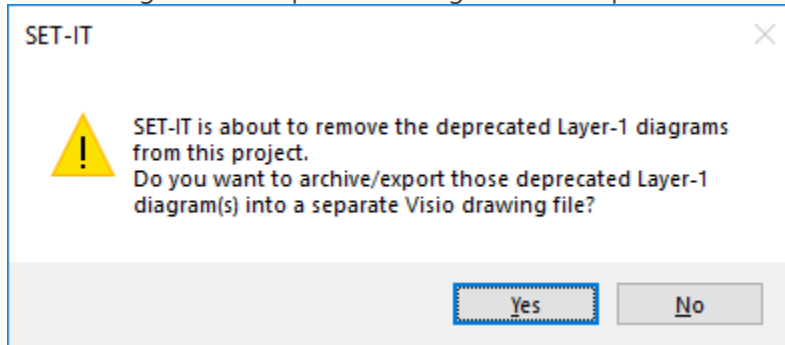 SET-IT
SET-IT is about to remove the deprecated Layer-1 diagrams
from this project.
Do you want to archive/export those deprecated Layer-1
diagram(s) into a separate Visio drawing file?
Yes
No